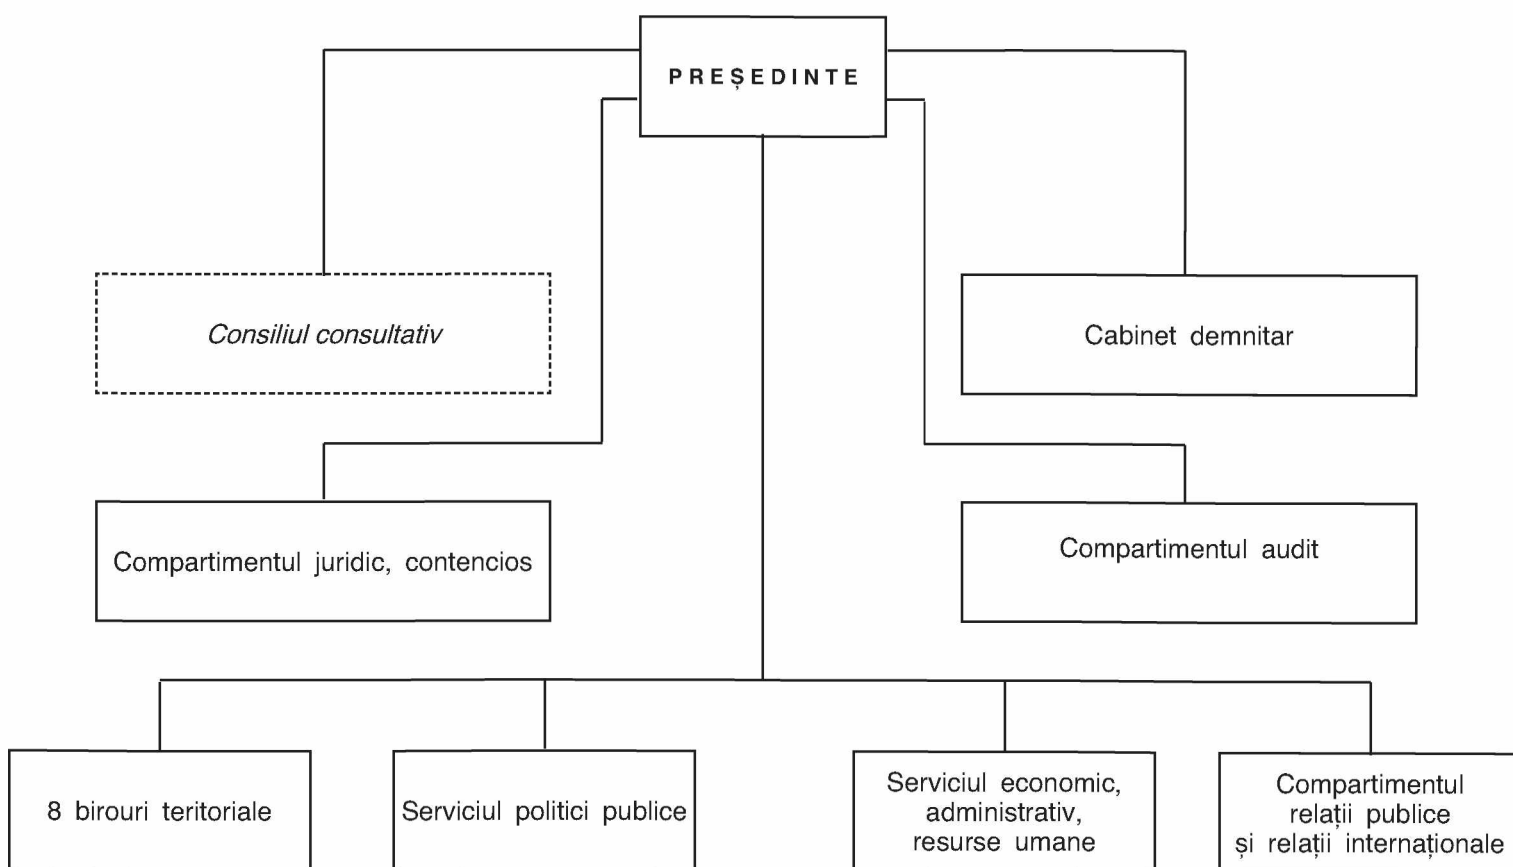 PREȘEDINTE
Consiliul consultativ
Cabinet demnitar
Compartimentul juridic, contencios
Compartimentul audit
8 birouri teritoriale
Serviciul politici publice
Serviciul economic,
administrativ,
resurse umane
Compartimentul
relații publice
și relații internaționale